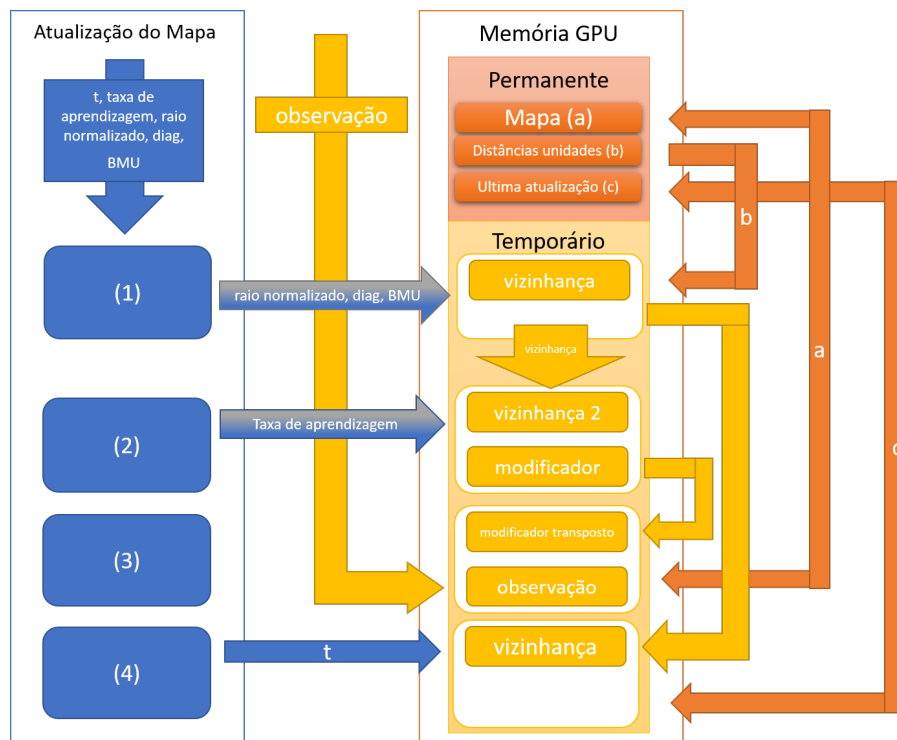 Atualização do Mapa
t, taxa de
aprendizagem, raio
normalizado, diag,
BMU
(1)
(2)
(3)
(4)
observação
raio normalizado, diag, BMU
Taxa de aprendizagem
t
Memória GPU
Permanente
Mapa (a)
Distâncias unidades (b)
Ultima atualização (c)
Temporário
vizinhança
vizinhança
vizinhança 2
modificador
modificador transposto
observação
vizinhança
b
a